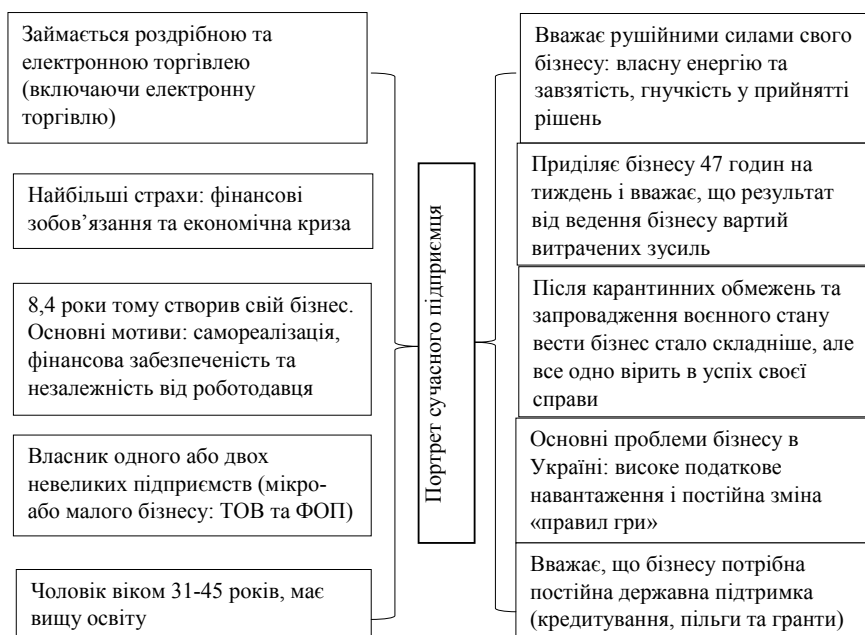 Займається роздрібною та
електронною торгівлею
(включаючи електронну
торгівлю)
Найбільші страхи: фінансові
зобов’язання та економічна криза
8,4 роки тому створив свій бізнес.
Основні мотиви: самореалізація,
фінансова забезпеченість та
незалежність від роботодавця
Власник одного або двох
невеликих підприємств (мікро-
або малого бізнесу: ТОВ та ФОП)
Чоловік віком 31-45 років, має
вищу освіту
Портрет сучасного підприємця
Вважає рушійними силами свого
бізнесу: власну енергію та
завзятість, гнучкість у прийнятті
рішень
Приділяє бізнесу 47 годин на
тиждень і вважає, що результат
від ведення бізнесу вартий
витрачених зусиль
Після карантинних обмежень та
запровадження воєнного стану
вести бізнес стало складніше, але
все одно вірить в успіх своєї
справи
Основні проблеми бізнесу в
Україні: високе податкове
навантаження і постійна зміна
«правил гри»
Вважає, що бізнесу потрібна
постійна державна підтримка
(кредитування, пільги та гранти)